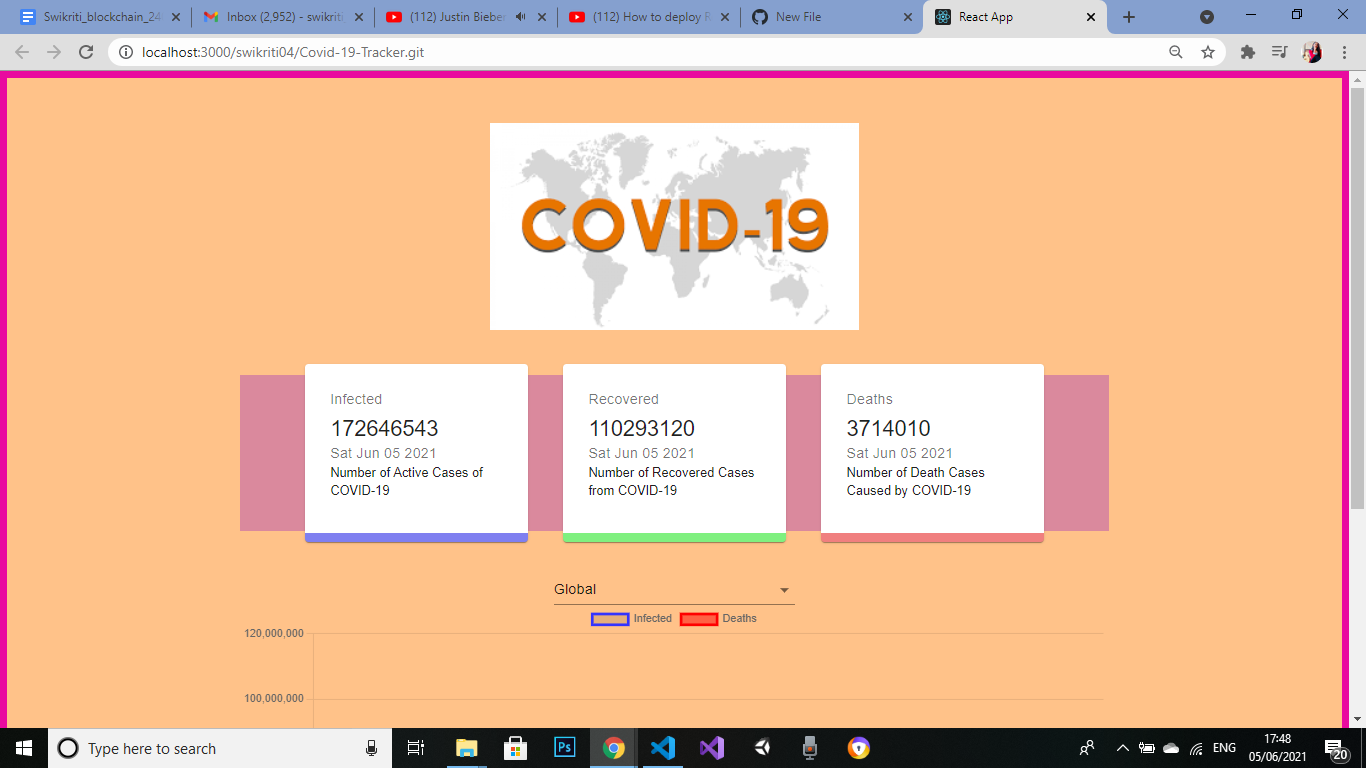 Swikriti_blockchain_24
Inbox (2,952) - swikriti
(112) Justin Bieber
(112) How to deploy R
New File
React App
localhost:3000/swikriti04/Covid-19-Tracker.git
COVID-19
Infected
172646543
Sat Jun 05 2021
Number of Active Cases of
COVID-19
Recovered
110293120
Sat Jun 05 2021
Number of Recovered Cases
from COVID-19
Deaths
3714010
Sat Jun 05 2021
Number of Death Cases
Caused by COVID-19
Global
Infected
Deaths
120,000,000
100,000,000
Type here to search
Ps
ENG
17:48
05/06/2021
20